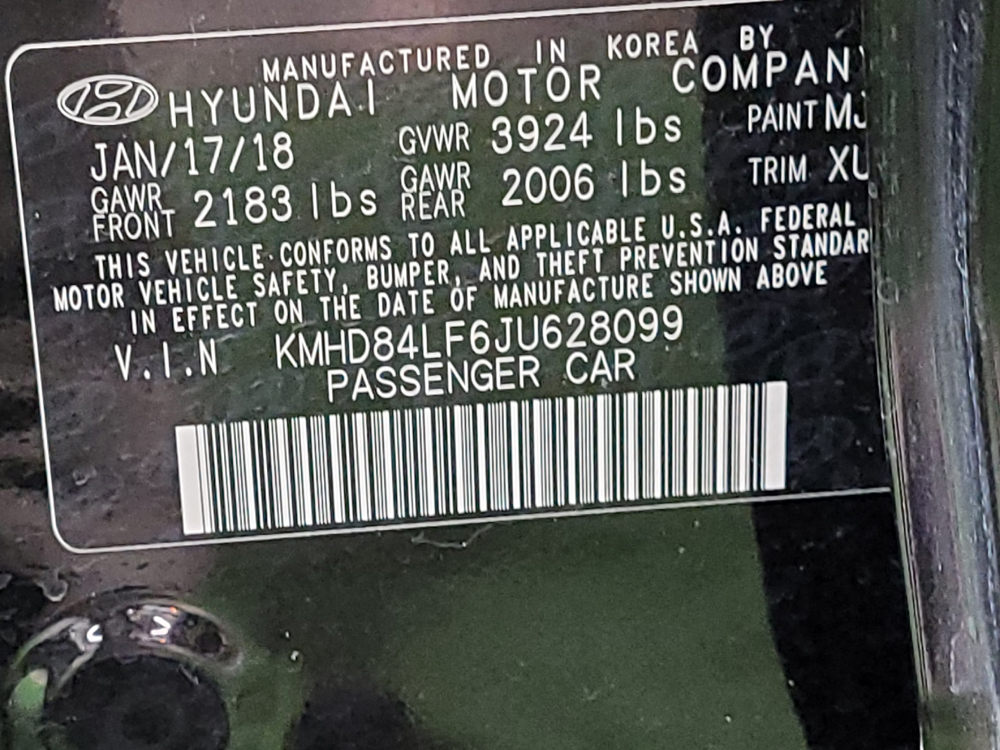 MANUFACTURED IN KOREA BY
HYUNDAI MOTOR COMPANY
JAN/17/18 GVWR 3924 lbs PAINT MJ
GAWR FRONT 2183 lbs GAWR REAR 2006 lbs TRIM XU
THIS VEHICLE CONFORMS TO ALL APPLICABLE U.S.A. FEDERAL
MOTOR VEHICLE SAFETY, BUMPER, AND THEFT PREVENTION STANDAR
IN EFFECT ON THE DATE OF MANUFACTURE SHOWN ABOVE
V.I.N KMHD84LF6JU628099
PASSENGER CAR